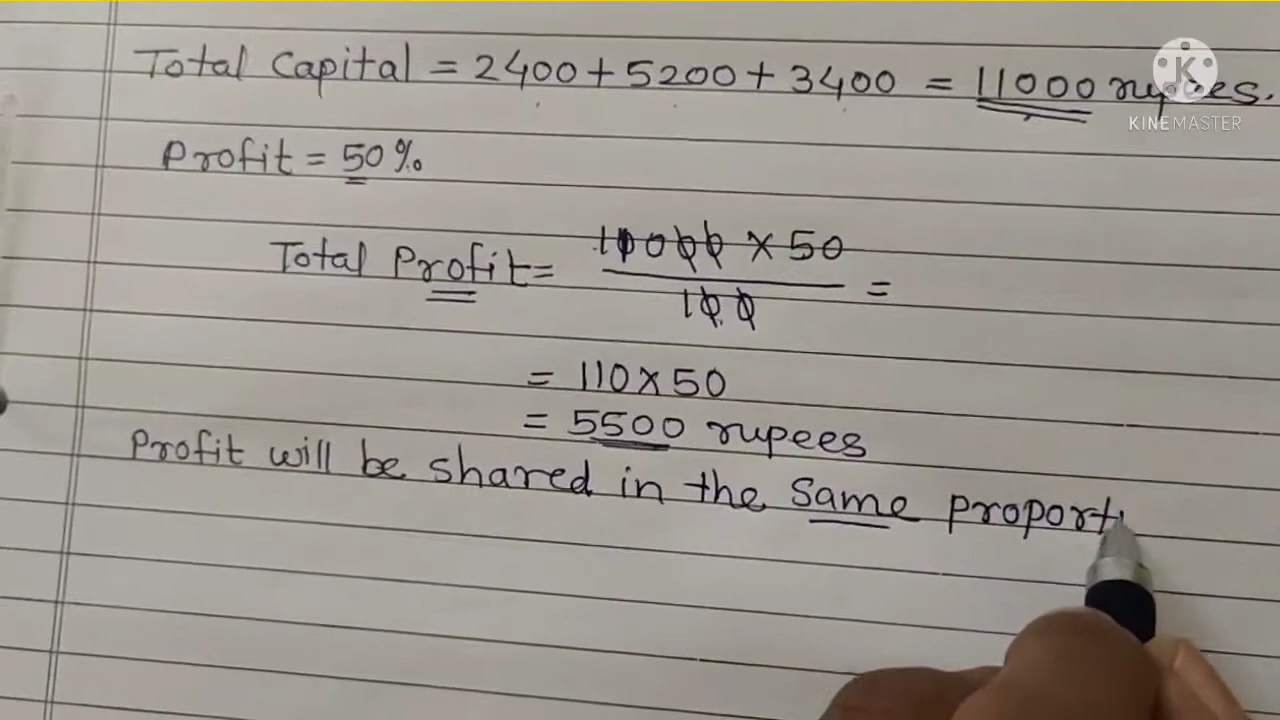 Total Capital = 2400 + 5200 + 3400 = 11000 rupees.
KINEMASTER
Profit = 50%
Total Profit = 11000 × 50
100 =
= 110 × 50
= 5500 rupees
Profit will be shared in the same proporti